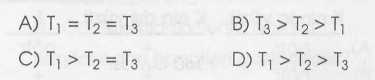 A) T₁ = T₂ = T₃ B) T₃ > T₂ > T₁
C) T₁ > T₂ = T₃ D) T₁ > T₂ > T₃